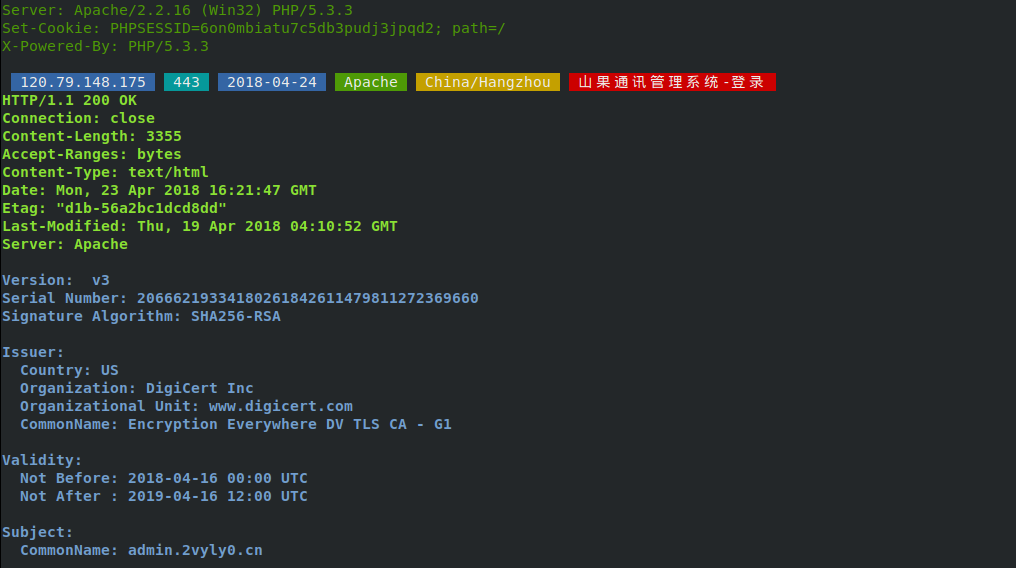 Server: Apache/2.2.16 (Win32) PHP/5.3.3
Set-Cookie: PHPSESSID=6on0mbiatu7c5db3pudj3jpqd2; path=/
X-Powered-By: PHP/5.3.3
120.79.148.175 443 2018-04-24 Apache China/Hangzhou 山果通讯管理系统-登录
HTTP/1.1 200 OK
Connection: close
Content-Length: 3355
Accept-Ranges: bytes
Content-Type: text/html
Date: Mon, 23 Apr 2018 16:21:47 GMT
Etag: "d1b-56a2bc1dcd8dd"
Last-Modified: Thu, 19 Apr 2018 04:10:52 GMT
Server: Apache
Version: v3
Serial Number: 20666219334180261842611479811272369660
Signature Algorithm: SHA256-RSA
Issuer:
Country: US
Organization: DigiCert Inc
Organizational Unit: www.digicert.com
CommonName: Encryption Everywhere DV TLS CA - G1
Validity:
Not Before: 2018-04-16 00:00 UTC
Not After : 2019-04-16 12:00 UTC
Subject:
CommonName: admin.2vyly0.cn